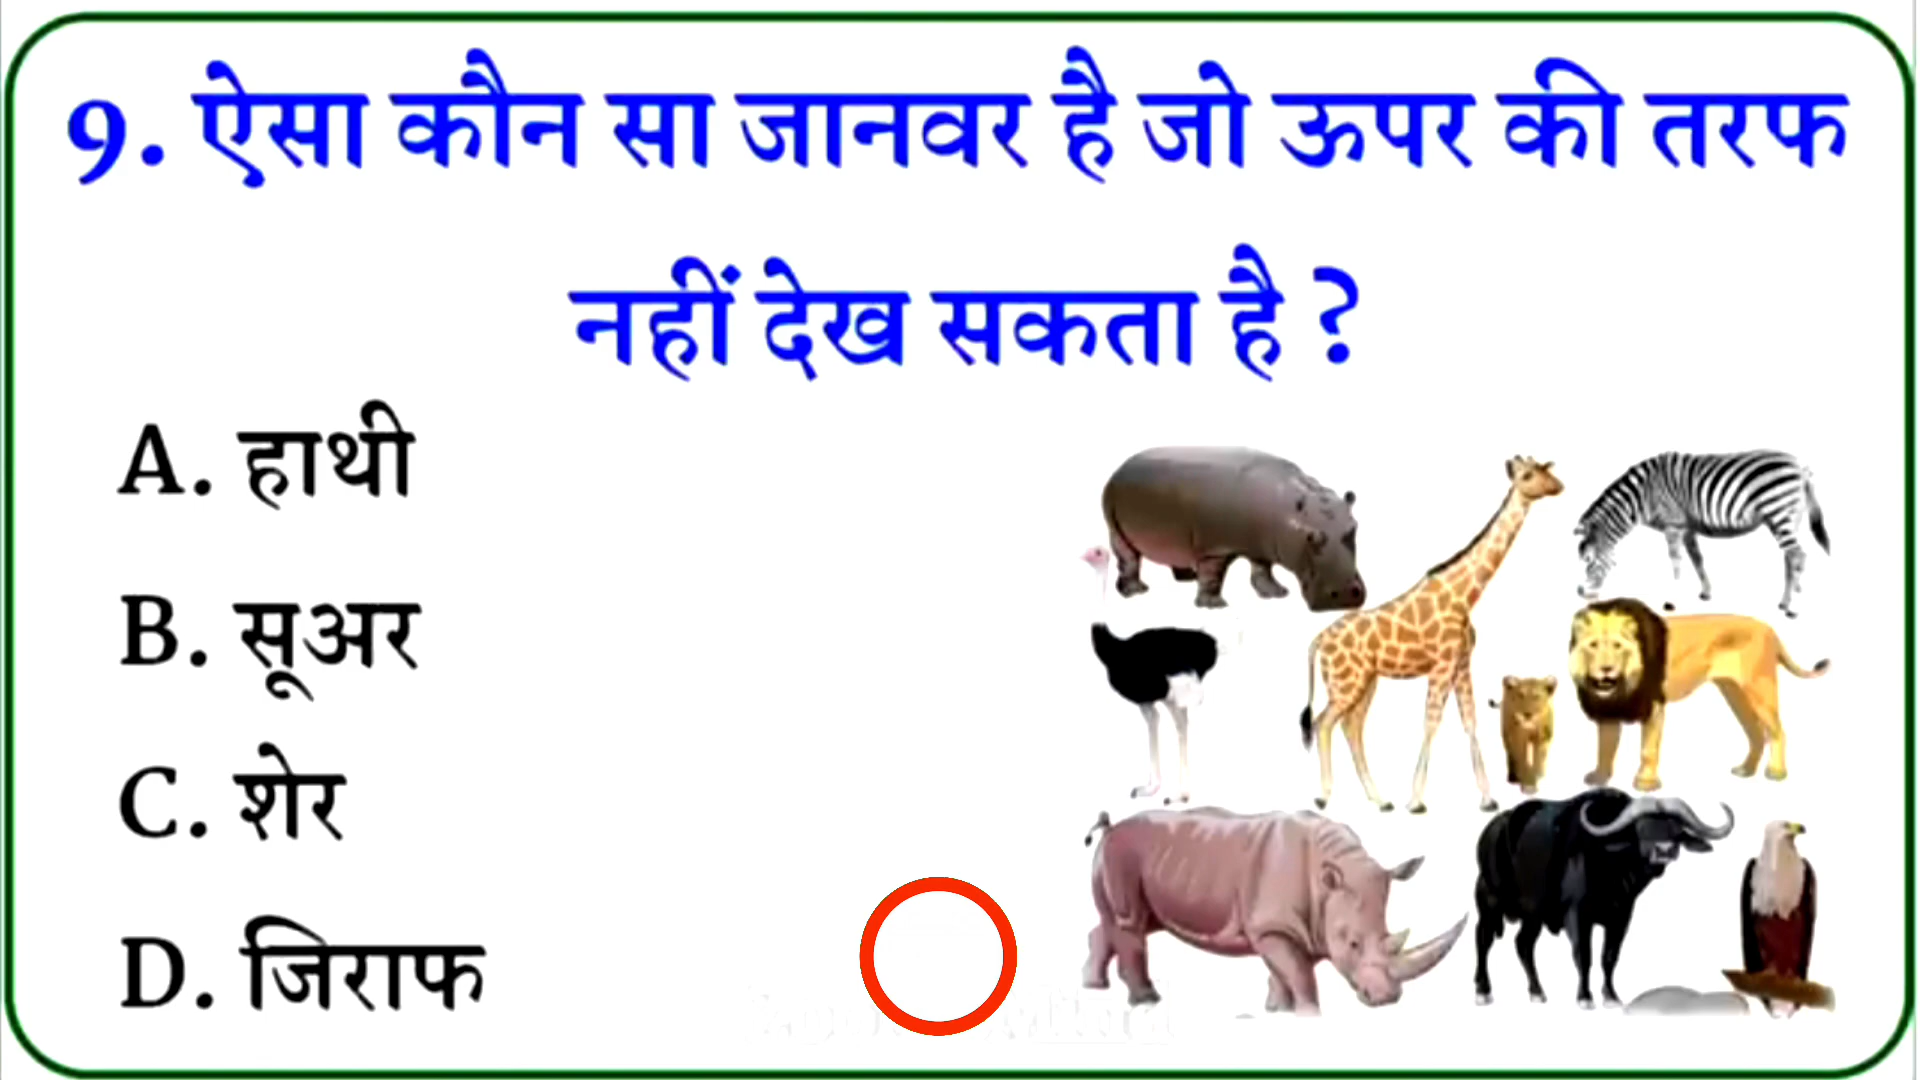 9. ऐसा कौन सा जानवर है जो ऊपर की तरफ
नहीं देख सकता है ?
A. हाथी
B. सूअर
C. शेर
D. जिराफ